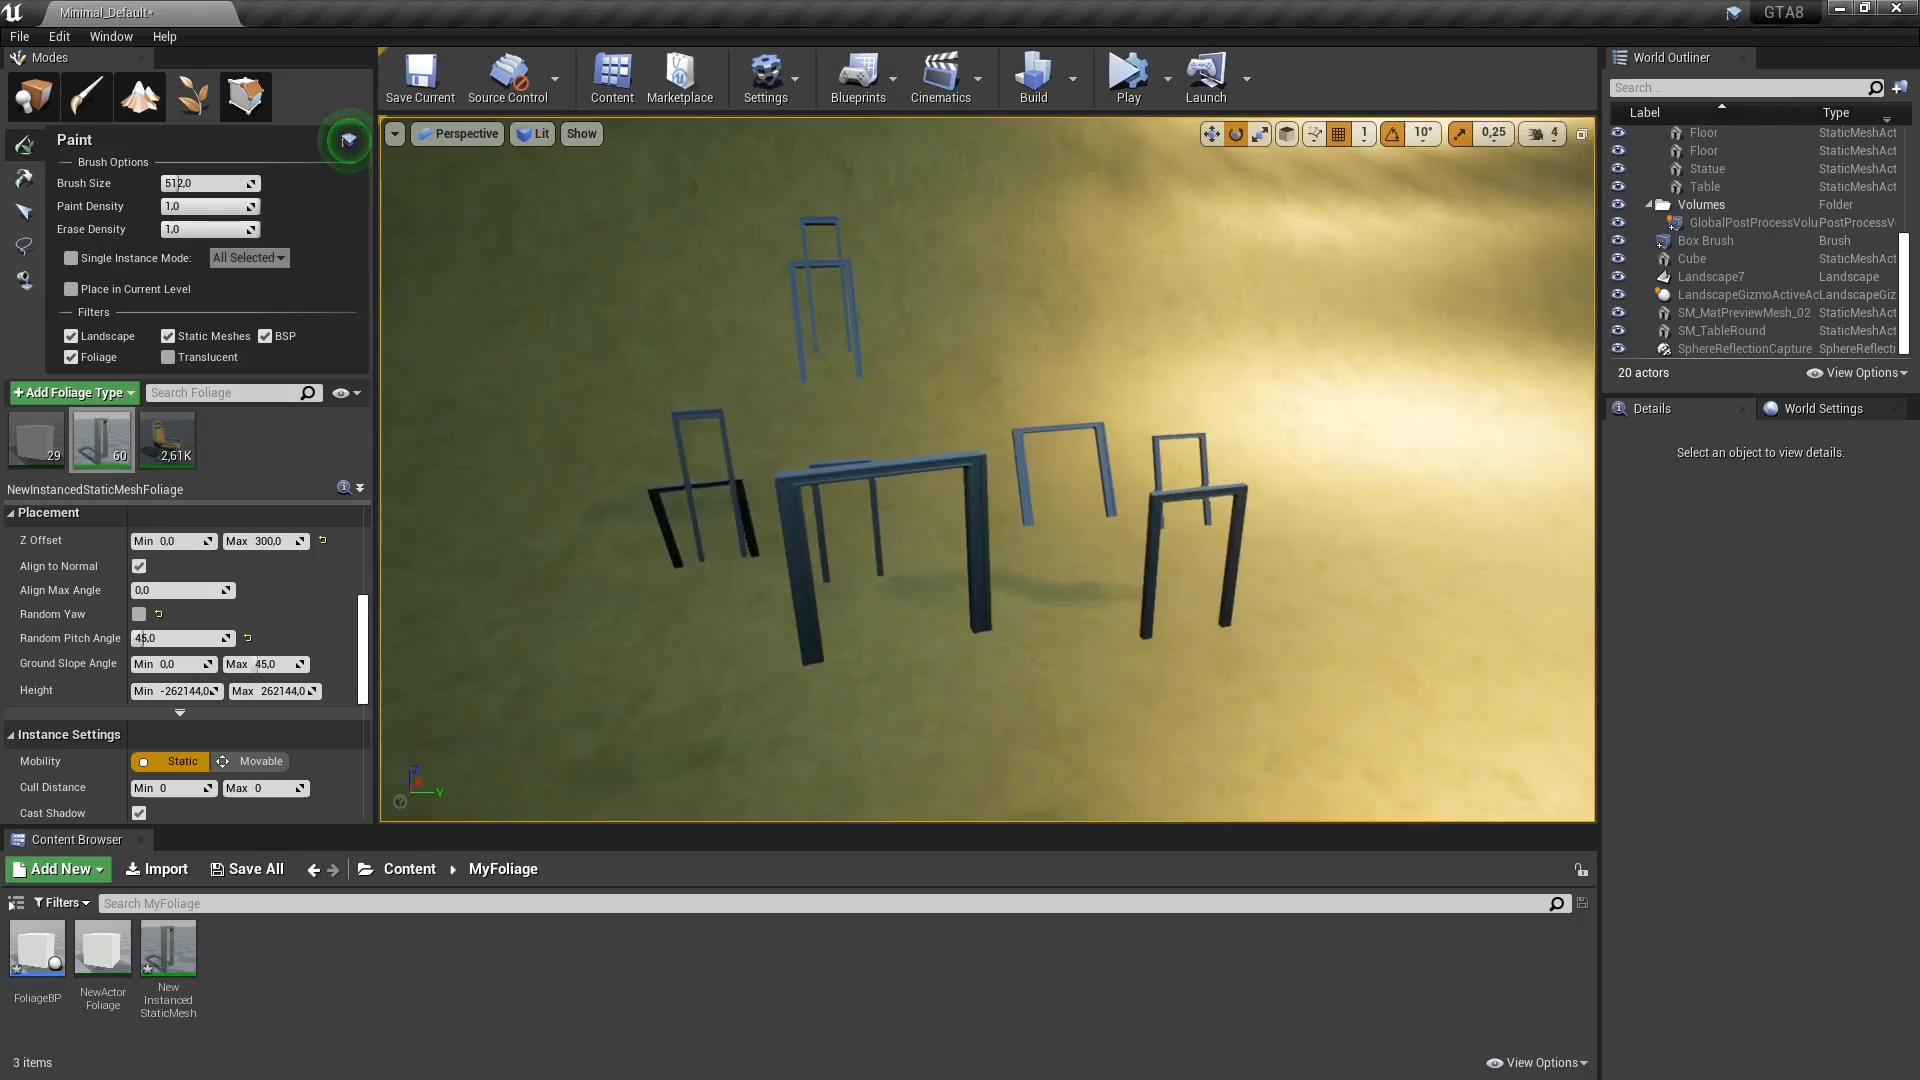 Minimal_Default*
GTA8
File Edit Window Help
Modes
Save Current
Source Control
Content
Marketplace
Settings
Blueprints
Cinematics
Build
Play
Launch
Paint
Brush Options
Brush Size 512,0
Paint Density 1,0
Erase Density 1,0
Single Instance Mode: All Selected
Place in Current Level
Filters
Landscape Static Meshes BSP
Foliage Translucent
+Add Foliage Type Search Foliage
29 60 2,61K
NewInstancedStaticMeshFoliage
Placement
Z Offset Min 0,0 Max 300,0
Align to Normal
Align Max Angle 0,0
Random Yaw
Random Pitch Angle 45,0
Ground Slope Angle Min 0,0 Max 45,0
Height Min -262144,0 Max 262144,0
Instance Settings
Mobility Static Movable
Cull Distance Min 0 Max 0
Cast Shadow
Perspective Lit Show
1 10° 0,25 4
Z
X
Y
World Outliner
Search...
Label Type
Floor StaticMeshAct
Floor StaticMeshAct
Statue StaticMeshAct
Table StaticMeshAct
Volumes Folder
GlobalPostProcessVolu PostProcessV
Box Brush Brush
Cube StaticMeshAct
Landscape7 Landscape
LandscapeGizmoActiveAc LandscapeGiz
SM_MatPreviewMesh_02 StaticMeshAct
SM_TableRound StaticMeshAct
SphereReflectionCapture SphereReflecti
20 actors View Options
Details World Settings
Select an object to view details.
Content Browser
Add New Import Save All Content MyFoliage
Filters Search MyFoliage
FoliageBP
NewActor
Foliage
New
Instanced
StaticMesh
3 items View Options